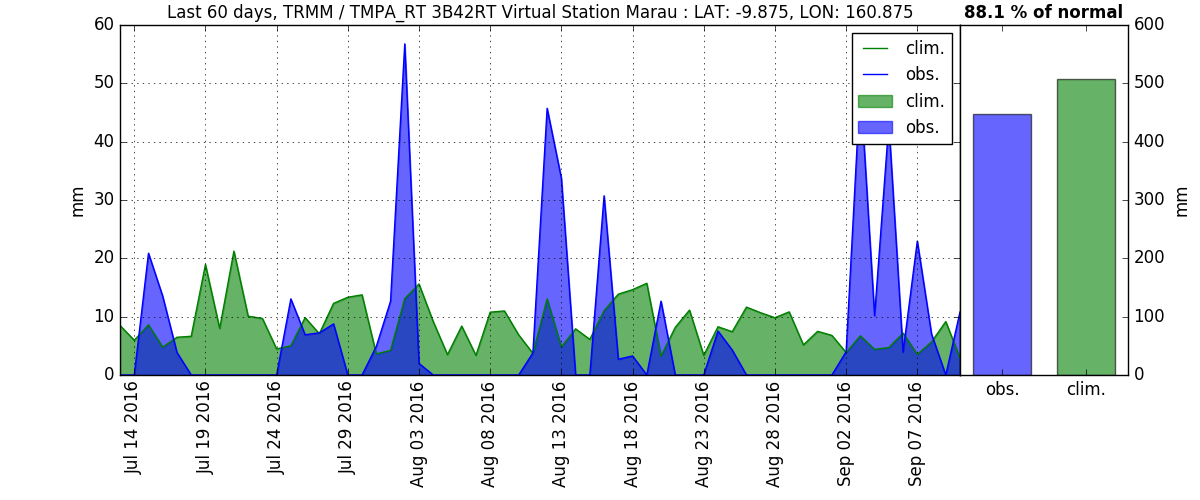 Last 60 days, TRMM / TMPA_RT 3B42RT Virtual Station Marau : LAT: -9.875, LON: 160.875
88.1 % of normal
60
50
40
30
20
10
0
mm
clim.
obs.
clim.
obs.
600
500
400
300
200
100
0
mm
obs.
clim.
Jul 14 2016
Jul 19 2016
Jul 24 2016
Jul 29 2016
Aug 03 2016
Aug 08 2016
Aug 13 2016
Aug 18 2016
Aug 23 2016
Aug 28 2016
Sep 02 2016
Sep 07 2016